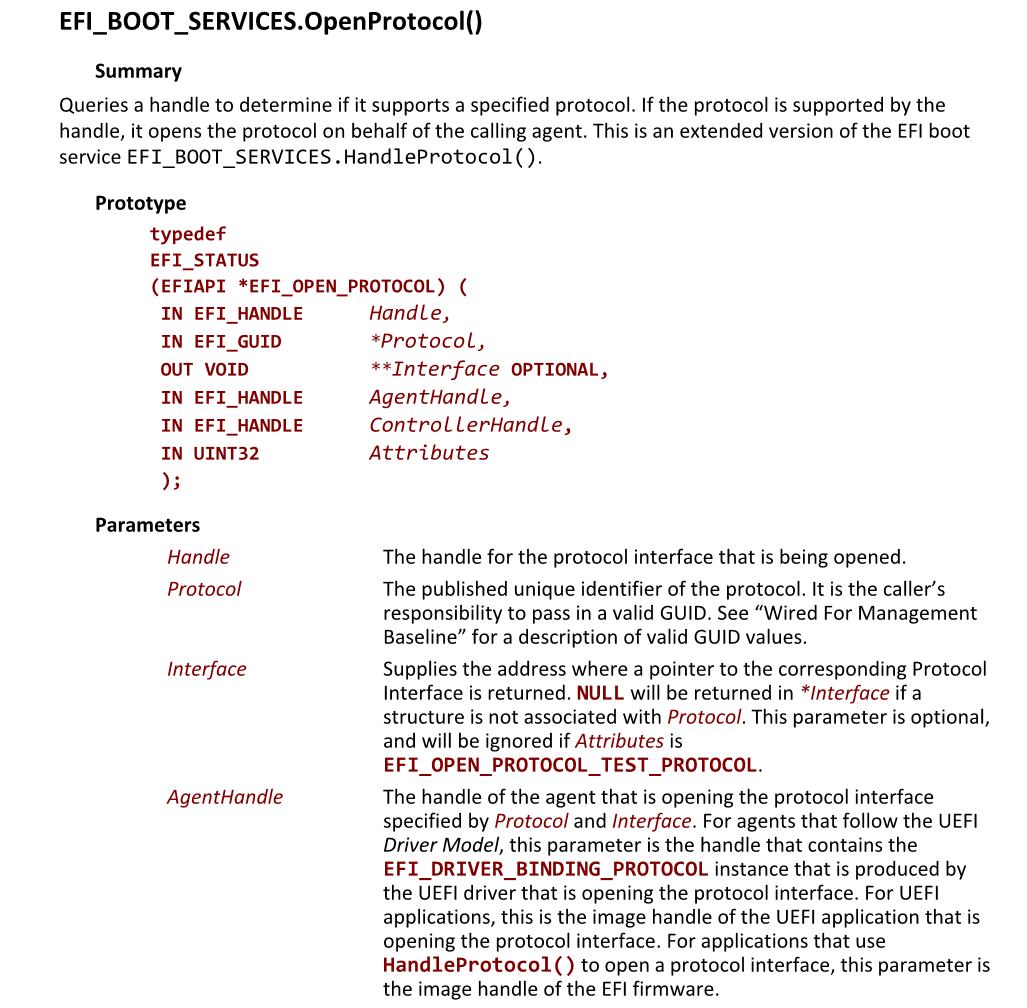 EFI_BOOT_SERVICES.OpenProtocol()
Summary
Queries a handle to determine if it supports a specified protocol. If the protocol is supported by the
handle, it opens the protocol on behalf of the calling agent. This is an extended version of the EFI boot
service EFI_BOOT_SERVICES.HandleProtocol().
Prototype
typedef
EFI_STATUS
(EFIAPI *EFI_OPEN_PROTOCOL) (
IN EFI_HANDLE Handle,
IN EFI_GUID *Protocol,
OUT VOID **Interface OPTIONAL,
IN EFI_HANDLE AgentHandle,
IN EFI_HANDLE ControllerHandle,
IN UINT32 Attributes
);
Parameters
Handle The handle for the protocol interface that is being opened.
Protocol The published unique identifier of the protocol. It is the caller’s
responsibility to pass in a valid GUID. See “Wired For Management
Baseline” for a description of valid GUID values.
Interface Supplies the address where a pointer to the corresponding Protocol
Interface is returned. NULL will be returned in *Interface if a
structure is not associated with Protocol. This parameter is optional,
and will be ignored if Attributes is
EFI_OPEN_PROTOCOL_TEST_PROTOCOL.
AgentHandle The handle of the agent that is opening the protocol interface
specified by Protocol and Interface. For agents that follow the UEFI
Driver Model, this parameter is the handle that contains the
EFI_DRIVER_BINDING_PROTOCOL instance that is produced by
the UEFI driver that is opening the protocol interface. For UEFI
applications, this is the image handle of the UEFI application that is
opening the protocol interface. For applications that use
HandleProtocol() to open a protocol interface, this parameter is
the image handle of the EFI firmware.